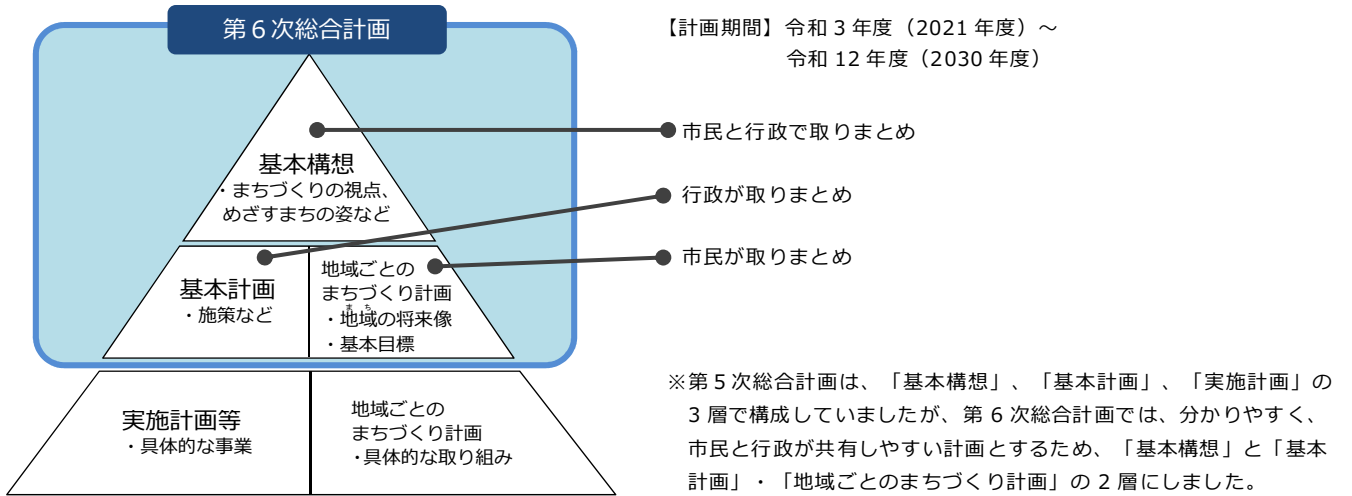 第６次総合計画
【計画期間】令和３年度（2021 年度）～
令和 12 年度（2030 年度）
市民と行政で取りまとめ
行政が取りまとめ
市民が取りまとめ
基本構想
・まちづくりの視点、
めざすまちの姿など
基本計画
・施策など
地域ごとの
まちづくり計画
まち
・地域の将来像
・基本目標
実施計画等
・具体的な事業
地域ごとの
まちづくり計画
・具体的な取り組み
※第５次総合計画は、「基本構想」、「基本計画」、「実施計画」の
３層で構成していましたが、第６次総合計画では、分かりやすく、
市民と行政が共有しやすい計画とするため、「基本構想」と「基本
計画」・「地域ごとのまちづくり計画」の２層にしました。